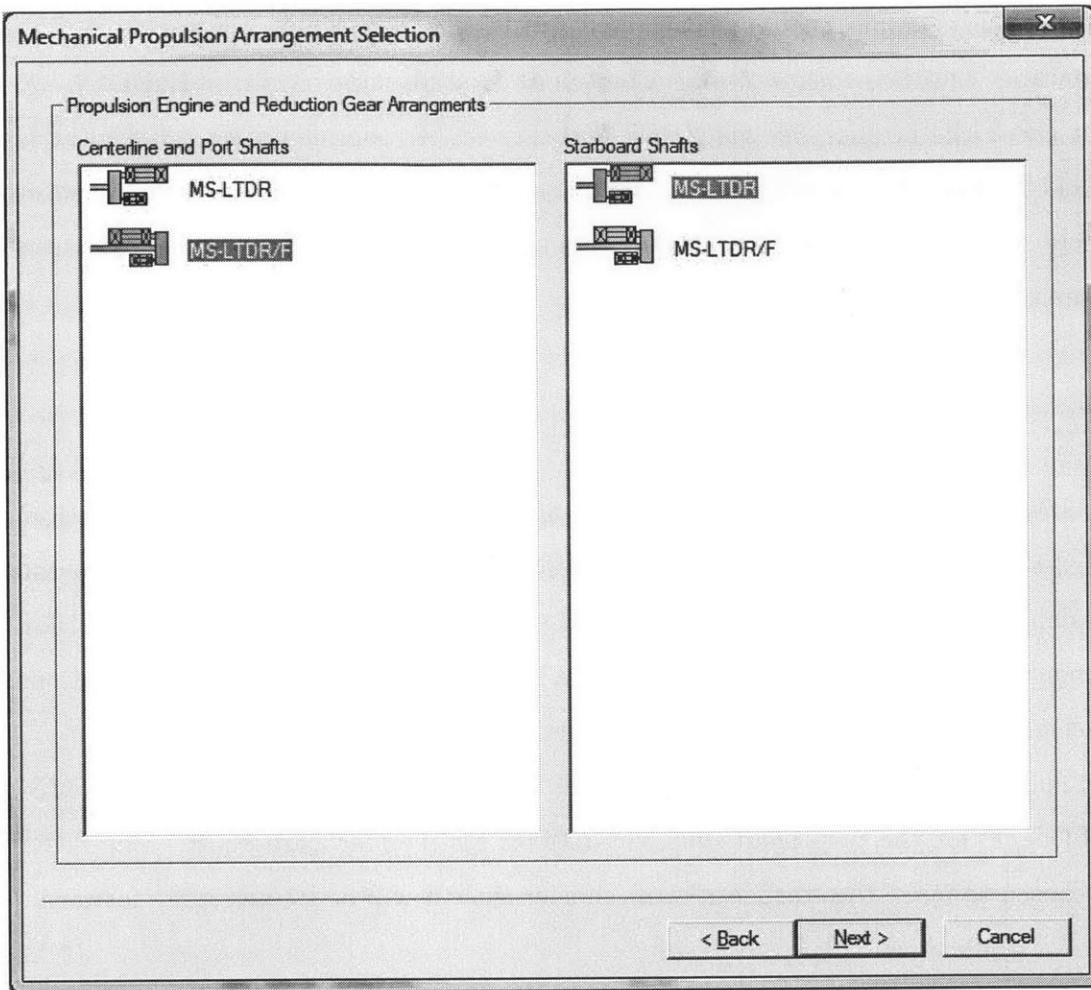 Mechanical Propulsion Arrangement Selection
X
Propulsion Engine and Reduction Gear Arrangments
Centerline and Port Shafts
MS-LTDR
MS-LTDR/F
Starboard Shafts
MS-LTDR
MS-LTDR/F
< Back
Next >
Cancel